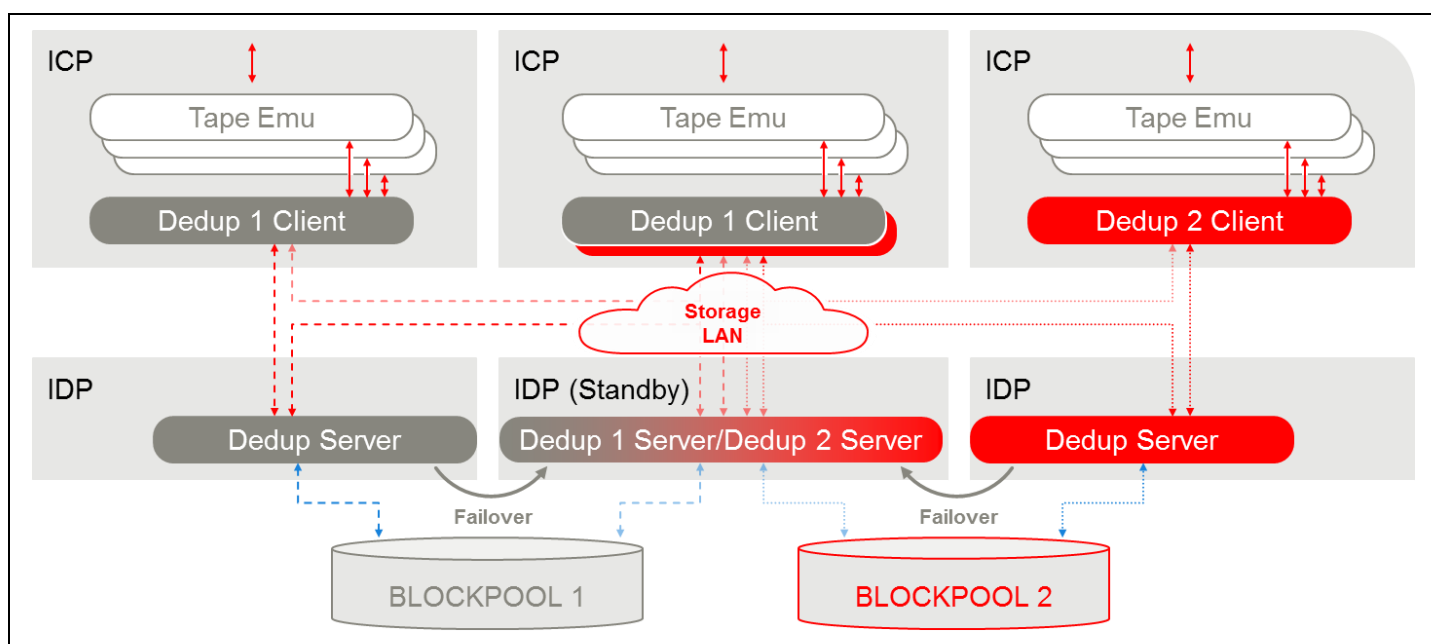 ICP
Tape Emu
Dedup 1 Client
ICP
Tape Emu
Dedup 1 Client
ICP
Tape Emu
Dedup 2 Client
Storage
LAN
IDP
Dedup Server
IDP (Standby)
Dedup 1 Server/Dedup 2 Server
IDP
Dedup Server
Failover
Failover
BLOCKPOOL 1
BLOCKPOOL 2